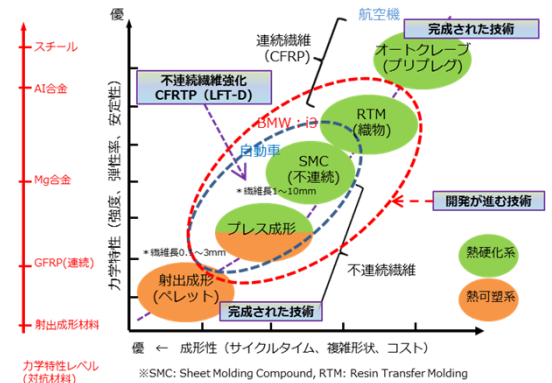 優
航空機
完成された技術
スチール
連続繊維
(CFRP)
オートクレーブ
(プリプレグ)
不連続繊維強化
CFRTP（LFT-D）
AI合金
BMW：i3
RTM
(織物)
自動車
SMC
(不連続)
Mg合金
*繊維長1～10mm
開発が進む技術
力学特性（強度、弾性率、安定性）
プレス成形
*繊維長0.1～3mm
熱硬化系
GFRP(連続)
不連続繊維
射出成形
(ペレット)
熱可塑系
完成された技術
射出成形材料
優　←　成形性（サイクルタイム、複雑形状、コスト）
力学特性レベル
(対抗材料)
※SMC: Sheet Molding Compound, RTM: Resin Transfer Molding